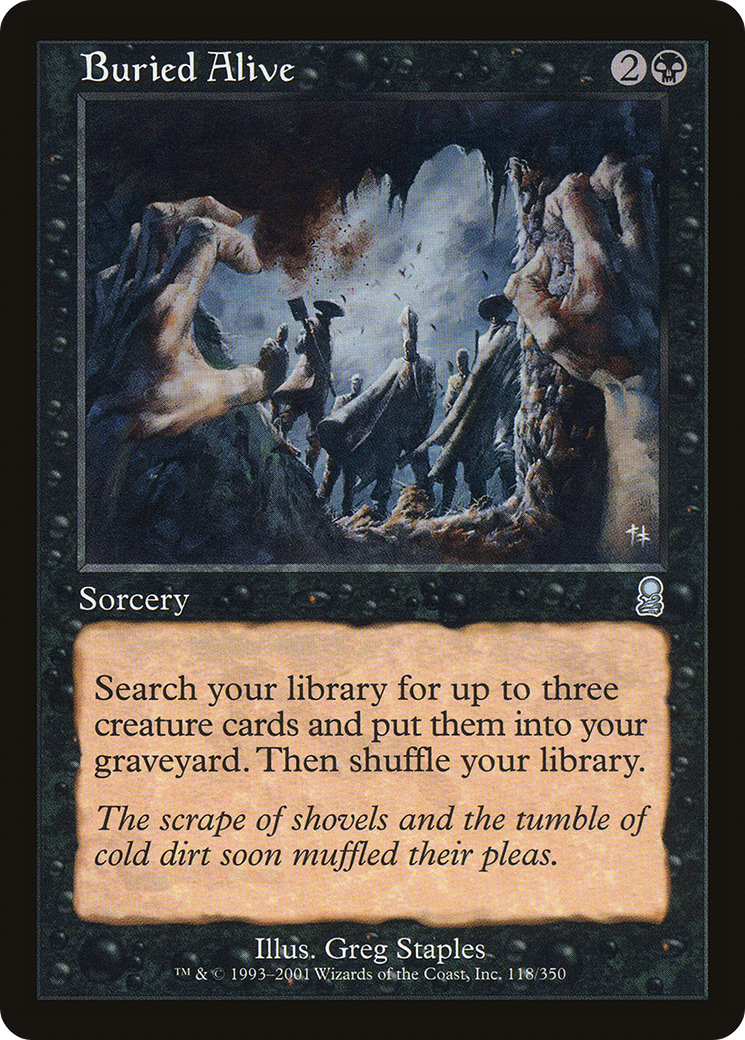 Buried Alive 2
Sorcery
Search your library for up to three
creature cards and put them into your
graveyard. Then shuffle your library.
The scrape of shovels and the tumble of
cold dirt soon muffled their pleas.
Illus. Greg Staples
™ & © 1993–2001 Wizards of the Coast, Inc. 118/350